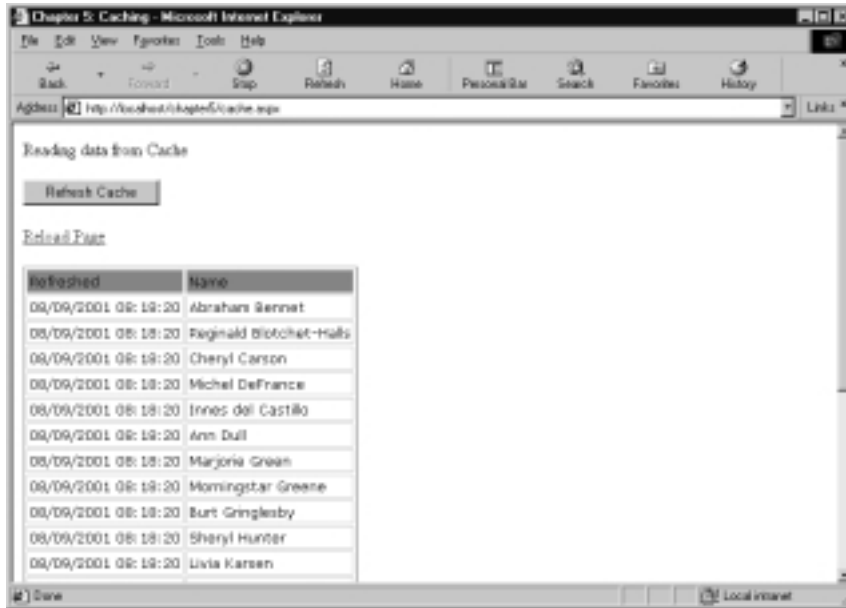 Chapter 5: Caching - Microsoft Internet Explorer
File Edit View Favorites Tools Help
Back Forward Stop Refresh Home PersonalBar Search Favorites History
Address http://localhost/chapter5/cache.aspx Links
Reading data from Cache
Refresh Cache
Reload Page
Refreshed Name
08/09/2001 08:18:20 Abraham Bennet
08/09/2001 08:18:20 Reginald Blotchet-Halls
08/09/2001 08:18:20 Cheryl Carson
08/09/2001 08:18:20 Michel DeFrance
08/09/2001 08:18:20 Innes del Castillo
08/09/2001 08:18:20 Ann Dull
08/09/2001 08:18:20 Marjorie Green
08/09/2001 08:18:20 Morningstar Greene
08/09/2001 08:18:20 Burt Gringlesby
08/09/2001 08:18:20 Sheryl Hunter
08/09/2001 08:18:20 Livia Karsen
Done Local intranet